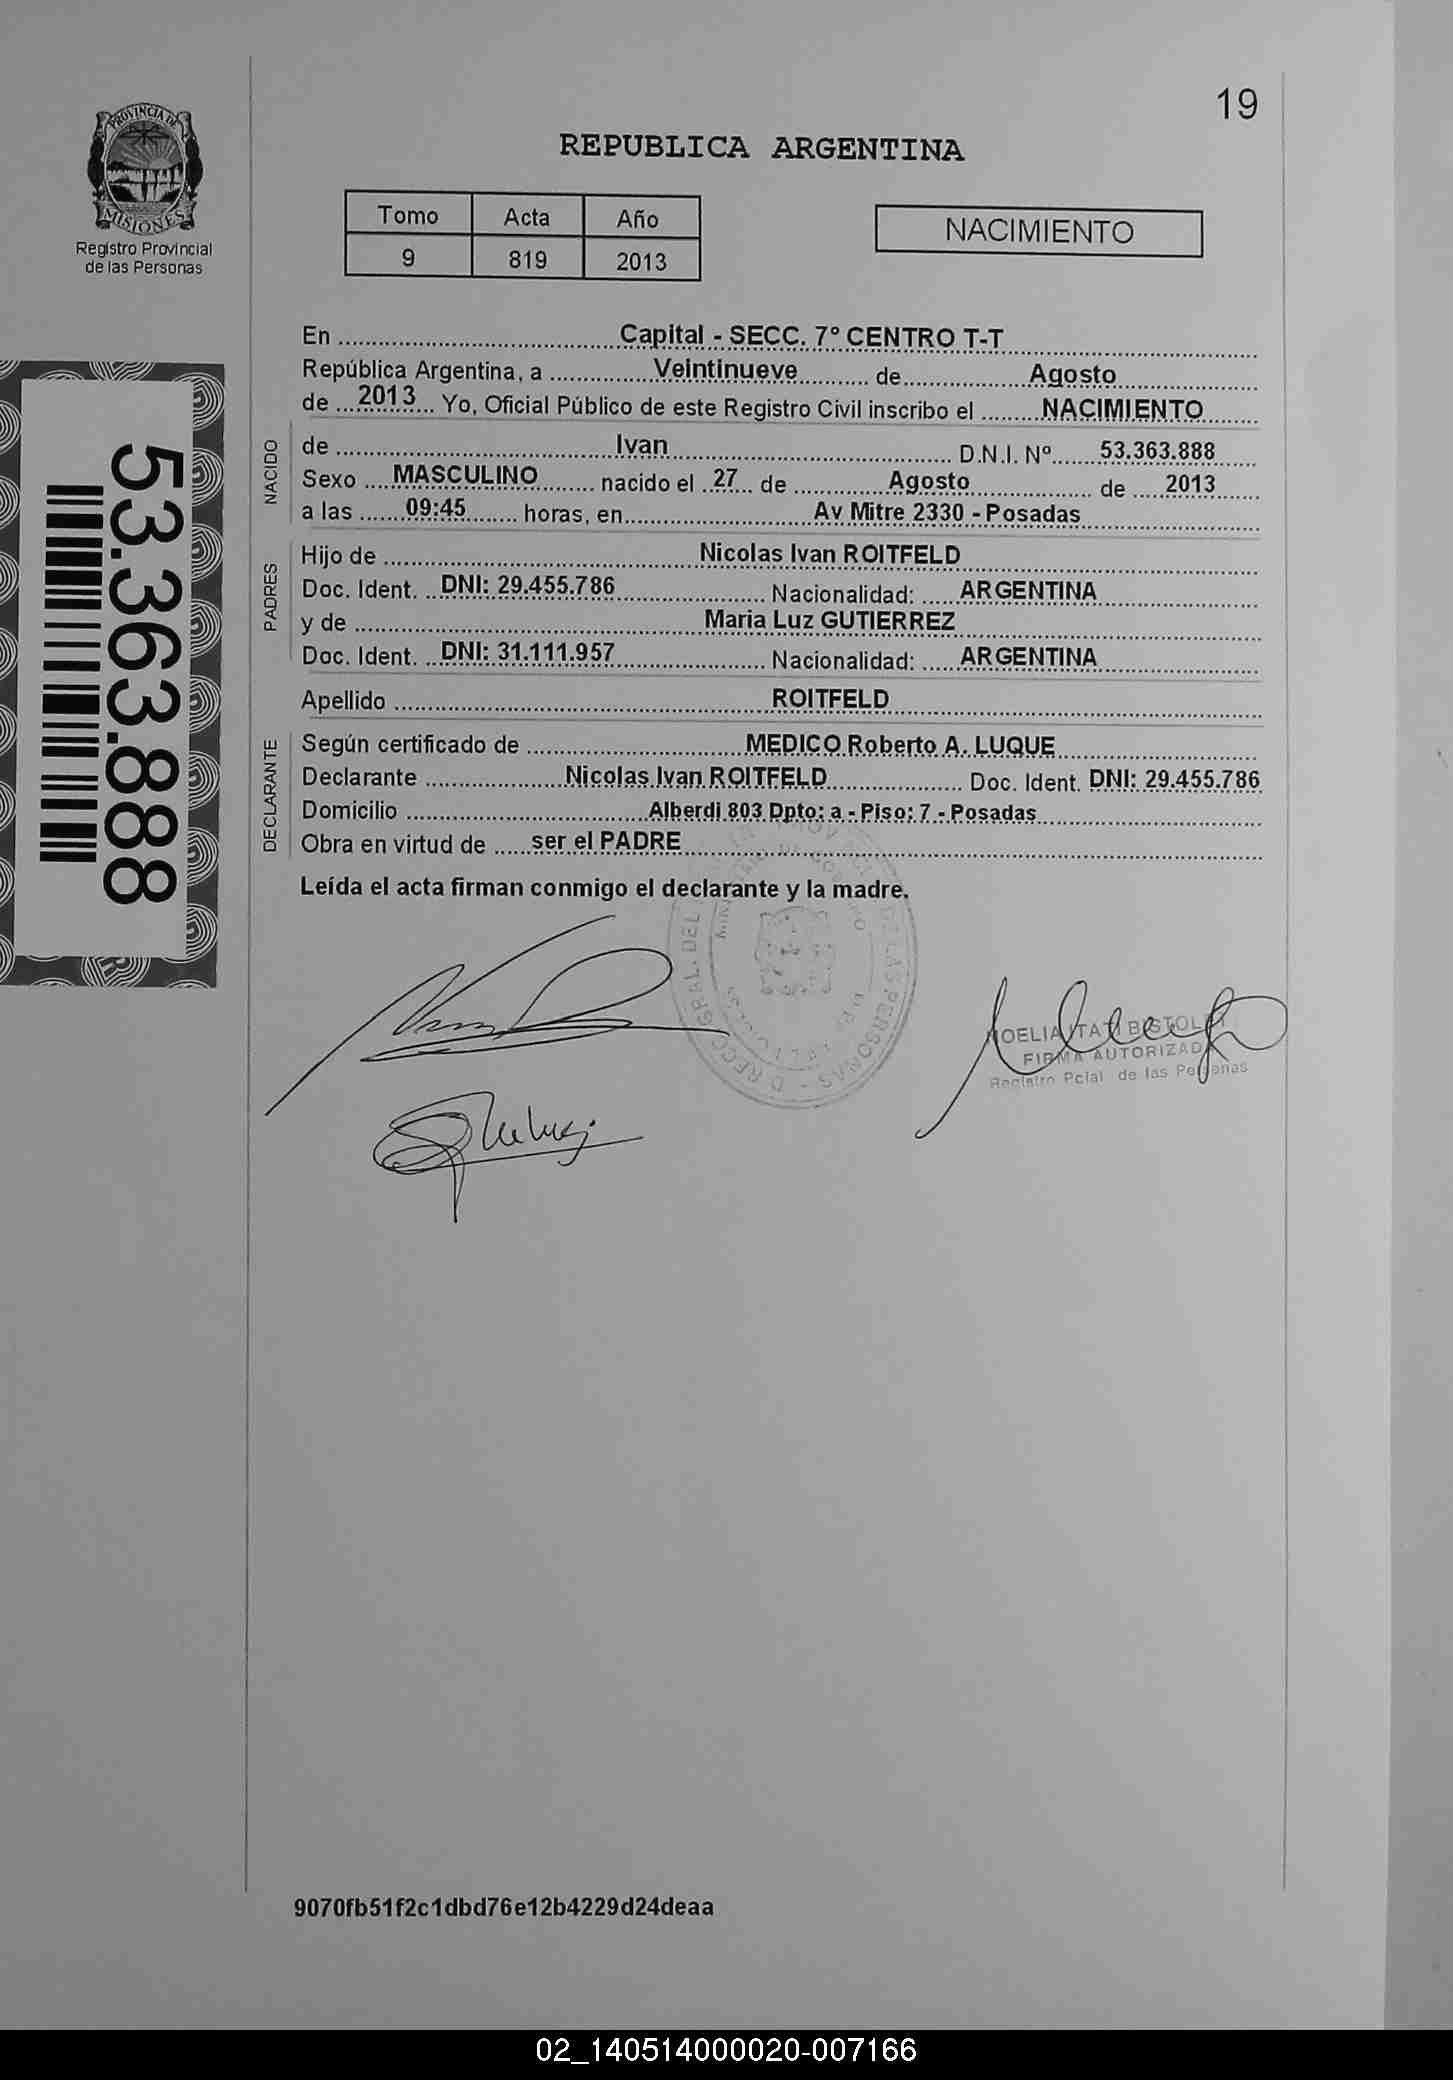 19
PROVINCIA DE
MISIONES
Registro Provincial
de las Personas
REPUBLICA ARGENTINA
Tomo Acta Año
9 819 2013
NACIMIENTO
53.363.888
En Capital - SECC. 7º CENTRO T-T
República Argentina, a Veintinueve de Agosto
de 2013 Yo, Oficial Público de este Registro Civil inscribo el NACIMIENTO
NACIDO
de Ivan D.N.I. Nº 53.363.888
Sexo MASCULINO nacido el 27 de Agosto de 2013
a las 09:45 horas, en Av Mitre 2330 - Posadas
PADRES
Hijo de Nicolas Ivan ROITFELD
Doc. Ident. DNI: 29.455.786 Nacionalidad: ARGENTINA
y de Maria Luz GUTIERREZ
Doc. Ident. DNI: 31.111.957 Nacionalidad: ARGENTINA
Apellido ROITFELD
DECLARANTE
Según certificado de MEDICO Roberto A. LUQUE
Declarante Nicolas Ivan ROITFELD Doc. Ident. DNI: 29.455.786
Domicilio Alberdi 803 Dpto: a - Piso: 7 - Posadas
Obra en virtud de ser el PADRE
Leída el acta firman conmigo el declarante y la madre.
DE LAS PERSONAS
NOELIA ITATI
FIRMA AUTORIZADA
Registro Pcial de las Personas
9070fb51f2c1dbd76e12b4229d24deaa
02_140514000020-007166